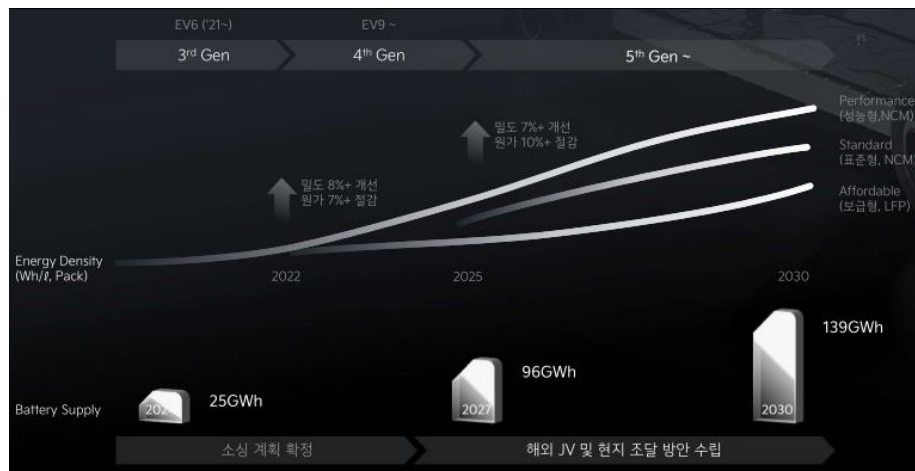 EV6 ('21~)
EV9 ~
3rd Gen
4th Gen
5th Gen ~
Performance
(성능형,NCM)
밀도 7%+ 개선
원가 10%+ 절감
Standard
(표준형, NCM)
밀도 8%+ 개선
원가 7%+ 절감
Affordable
(보급형, LFP)
Energy Density
(Wh/ℓ, Pack)
2022
2025
2030
139GWh
96GWh
25GWh
Battery Supply
2027
2030
소싱 계획 확정
해외 JV 및 현지 조달 방안 수립